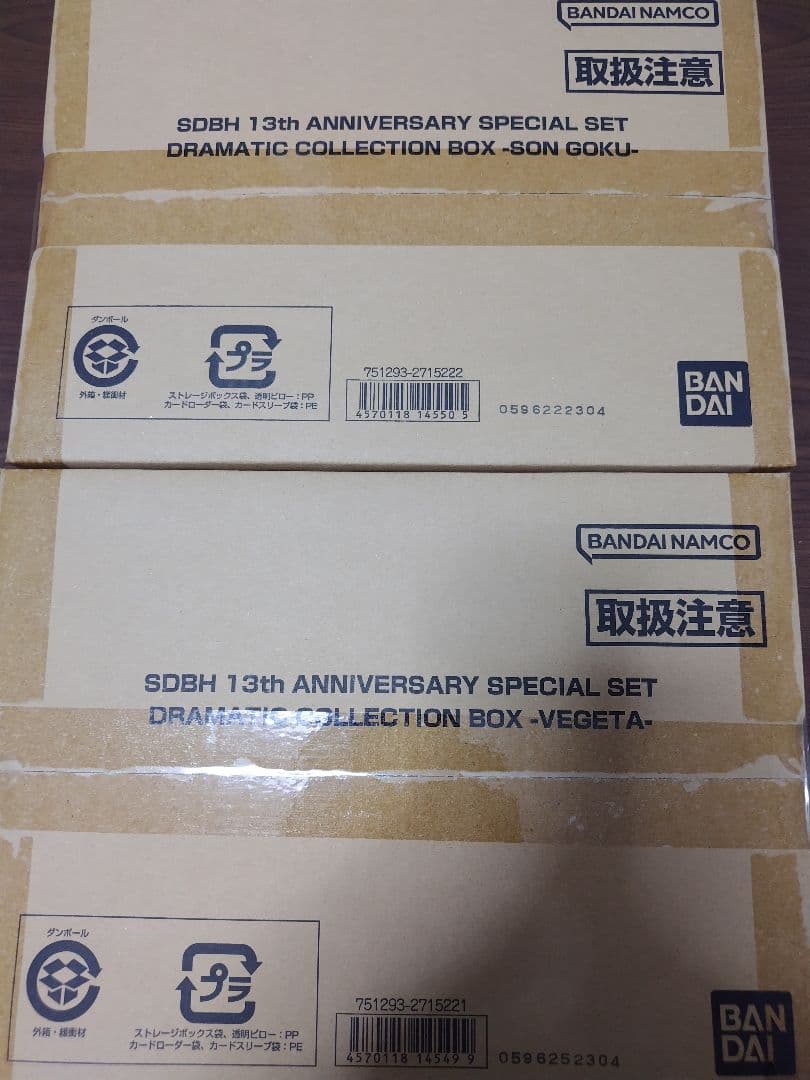 BANDAI NAMCO
取扱注意
SDBH 13th ANNIVERSARY SPECIAL SET
DRAMATIC COLLECTION BOX -SON GOKU-
ダンボール
外箱・緩衝材
プラ
ストレージボックス袋、透明ピロー：PP
カードローダー袋、カードスリーブ袋：PE
751293-2715222
4570118 14550 5
0596222304
BAN
DAI
BANDAI NAMCO
取扱注意
SDBH 13th ANNIVERSARY SPECIAL SET
DRAMATIC COLLECTION BOX -VEGETA-
ダンボール
外箱・緩衝材
プラ
ストレージボックス袋、透明ピロー：PP
カードローダー袋、カードスリーブ袋：PE
751293-2715221
4570118 14549 9
0596252304
BAN
DAI